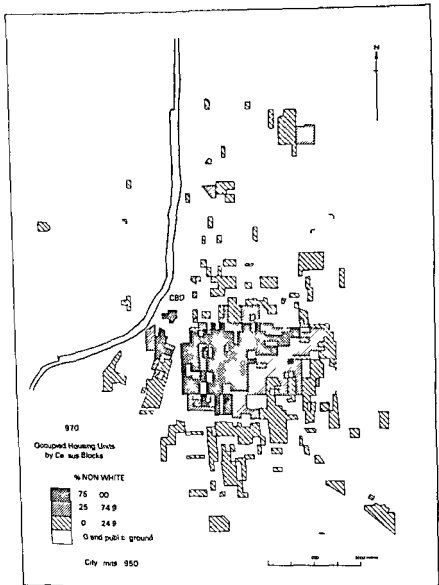 N
CBD
970
Occupied Housing Units
by Ce sus Blocks
% NON WHITE
75 00
25 74 9
0 24 9
G and publ c ground
City mits 950